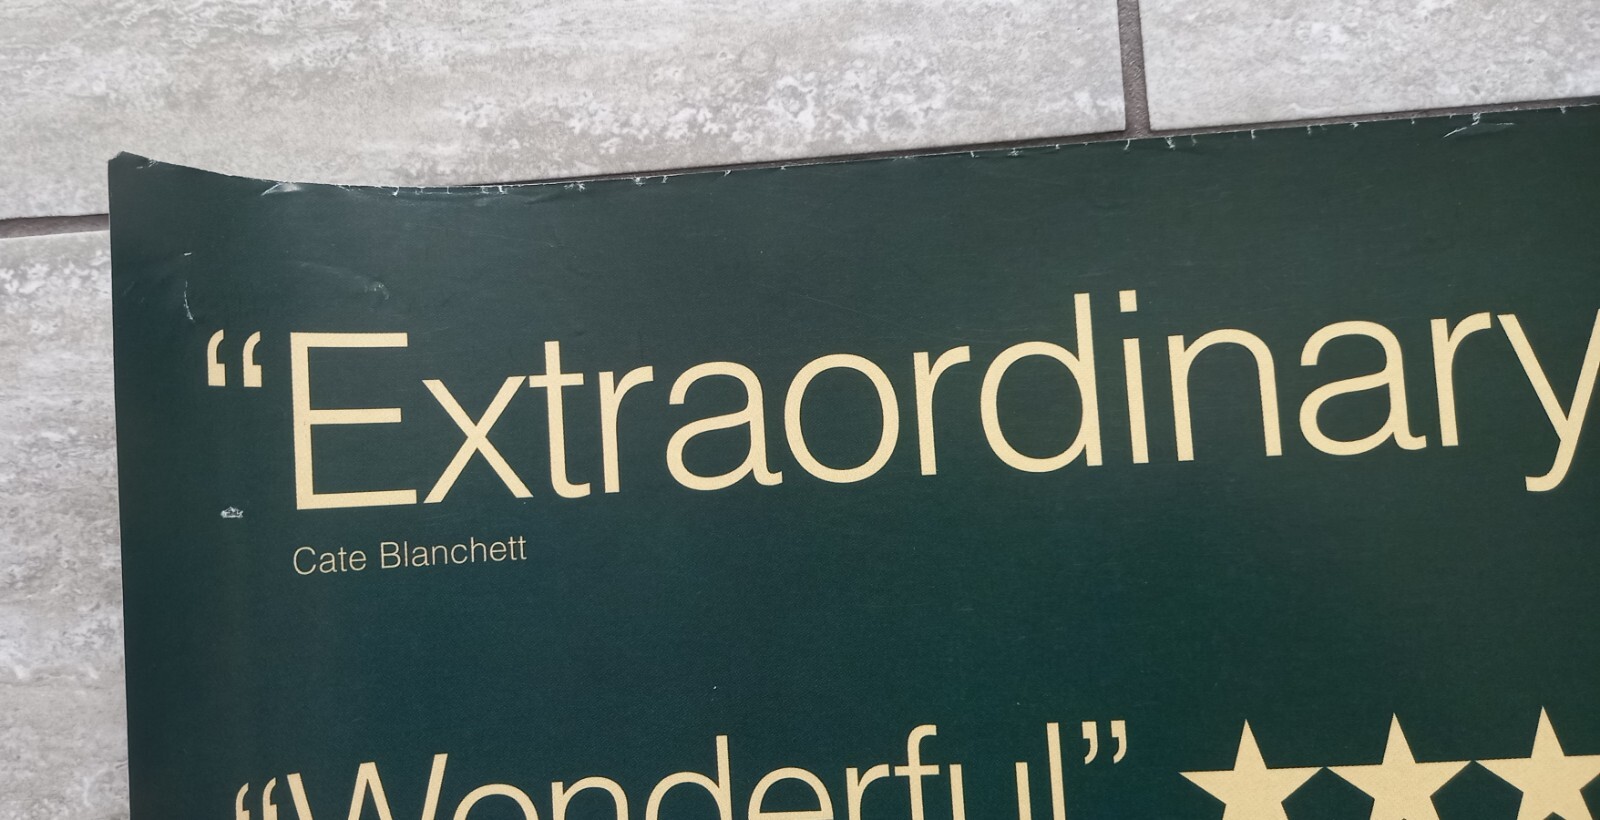 “Extraordinary
Cate Blanchett
“Wonderful” ★★★